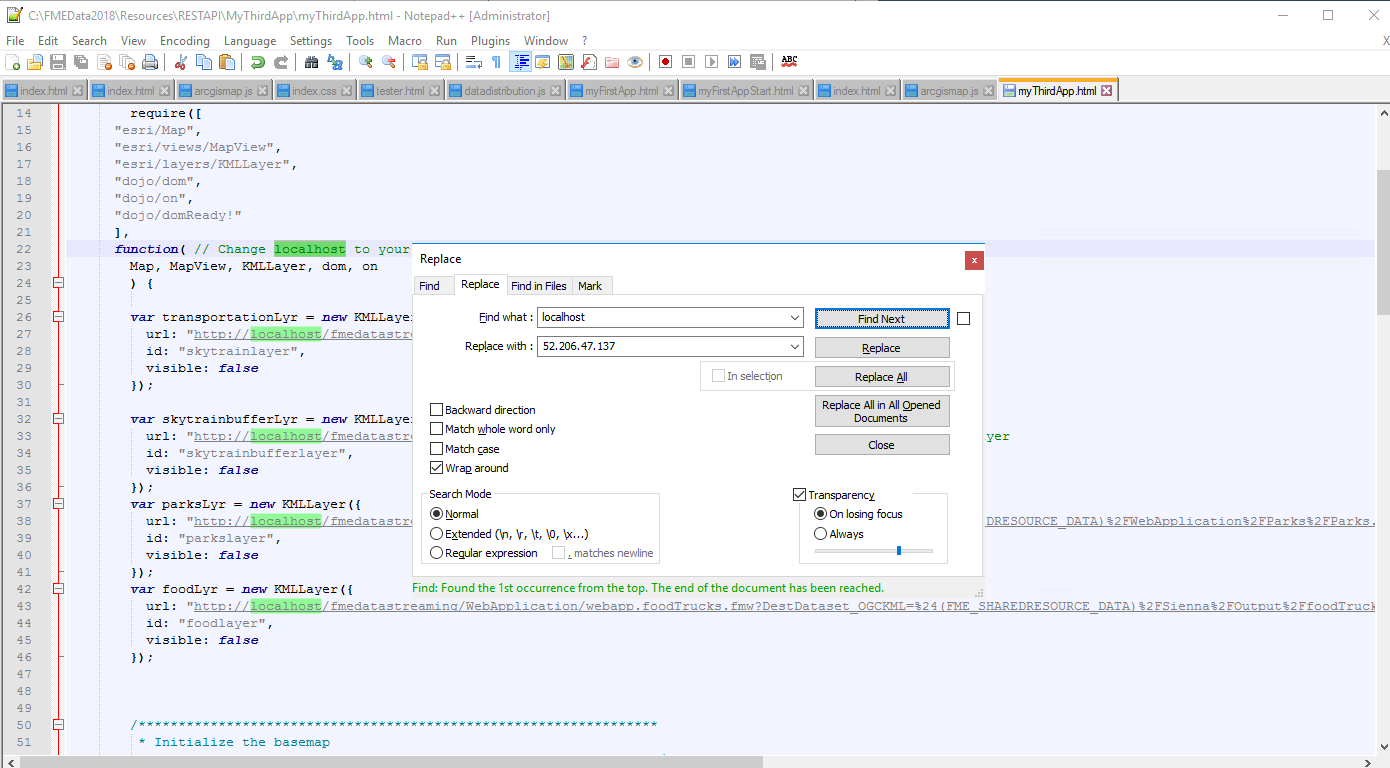 C:\FMEData2018\Resources\RESTAPI\MyThirdApp\myThirdApp.html - Notepad++ [Administrator]
File Edit Search View Encoding Language Settings Tools Macro Run Plugins Window ? X
ABC
index.html index.html arcgismap.js index.css tester.html datadistribution.js myFirstApp.html myFirstAppStart.html index.html arcgismap.js myThirdApp.html
14 require([
15 "esri/Map",
16 "esri/views/MapView",
17 "esri/layers/KMLLayer",
18 "dojo/dom",
19 "dojo/on",
20 "dojo/domReady!"
21 ],
22 function( // Change localhost to your
23 Map, MapView, KMLLayer, dom, on
24 ) {
25
26 var transportationLyr = new KMLLayer
27 url: "http://localhost/fmedatastre
28 id: "skytrainlayer",
29 visible: false
30 });
31
32 var skytrainbufferLyr = new KMLLayer
33 url: "http://localhost/fmedatastre yer
34 id: "skytrainbufferlayer",
35 visible: false
36 });
37 var parksLyr = new KMLLayer({
38 url: "http://localhost/fmedatastre DRESOURCE_DATA)%2FWebApplication%2FParks%2FParks.
39 id: "parkslayer",
40 visible: false
41 });
42 var foodLyr = new KMLLayer({
43 url: "http://localhost/fmedatastreaming/WebApplication/webapp.foodTrucks.fmw?DestDataset_OGCKML=%24(FME_SHAREDRESOURCE_DATA)%2FSienna%2FOutput%2FfoodTruck
44 id: "foodlayer",
45 visible: false
46 });
47
48
49
50 /*****************************************************************
51 * Initialize the basemap
Replace x
Find Replace Find in Files Mark
Find what : localhost Find Next
Replace with : 52.206.47.137 Replace
In selection Replace All
Replace All in All Opened
Documents
Close
Backward direction
Match whole word only
Match case
Wrap around
Search Mode
Normal
Extended (\n, \r, \t, \0, \x...)
Regular expression . matches newline
Transparency
On losing focus
Always
Find: Found the 1st occurrence from the top. The end of the document has been reached.